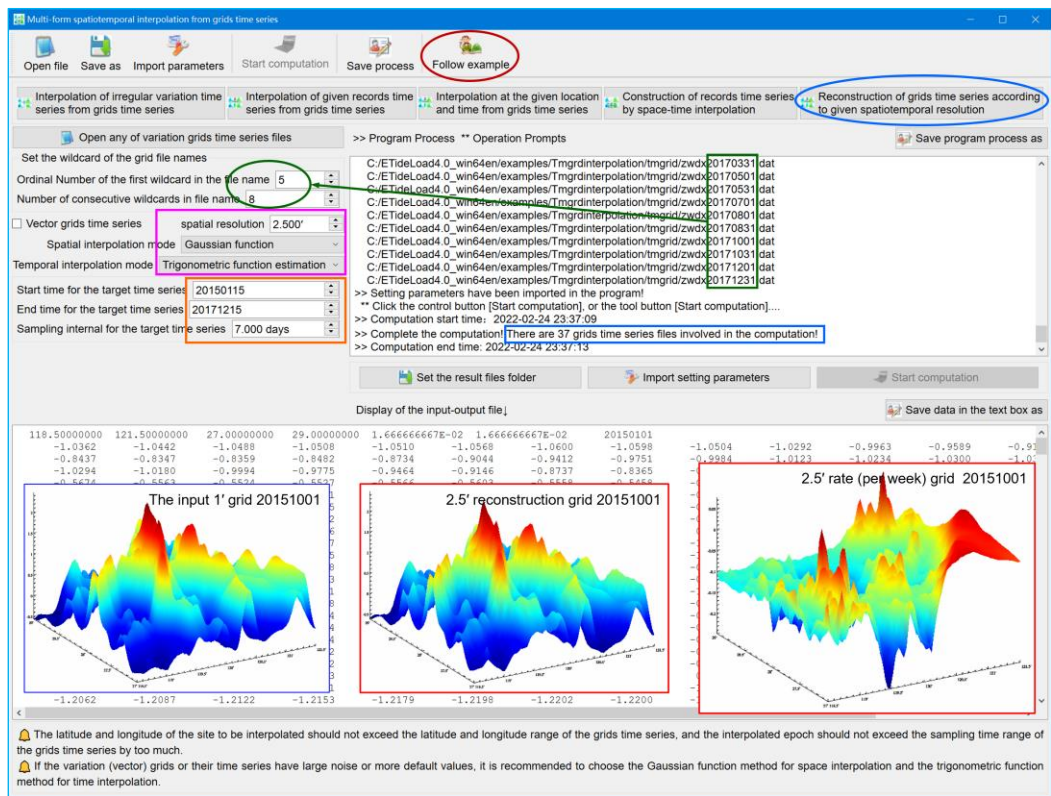 Multi-form spatiotemporal interpolation from grids time series
Open file
Save as
Import parameters
Start computation
Save process
Follow example
Interpolation of irregular variation time series from grids time series
Interpolation of given records time series from grids time series
Interpolation at the given location and time from grids time series
Construction of records time series by space-time interpolation
Reconstruction of grids time series according to given spatiotemporal resolution
Open any of variation grids time series files
>> Program Process ** Operation Prompts
Save program process as
Set the wildcard of the grid file names
Ordinal Number of the first wildcard in the file name 5
Number of consecutive wildcards in file name 8
Vector grids time series
spatial resolution 2.500′
Spatial interpolation mode Gaussian function
Temporal interpolation mode Trigonometric function estimation
Start time for the target time series 20150115
End time for the target time series 20171215
Sampling internal for the target time series 7.000 days
C:/ETideLoad4.0_win64en/examples/Tmgrdinterpolation/tmgrid/zwdx20170331.dat
C:/ETideLoad4.0_win64en/examples/Tmgrdinterpolation/tmgrid/zwdx20170501.dat
C:/ETideLoad4.0_win64en/examples/Tmgrdinterpolation/tmgrid/zwdx20170531.dat
C:/ETideLoad4.0_win64en/examples/Tmgrdinterpolation/tmgrid/zwdx20170701.dat
C:/ETideLoad4.0_win64en/examples/Tmgrdinterpolation/tmgrid/zwdx20170801.dat
C:/ETideLoad4.0_win64en/examples/Tmgrdinterpolation/tmgrid/zwdx20170831.dat
C:/ETideLoad4.0_win64en/examples/Tmgrdinterpolation/tmgrid/zwdx20171001.dat
C:/ETideLoad4.0_win64en/examples/Tmgrdinterpolation/tmgrid/zwdx20171031.dat
C:/ETideLoad4.0_win64en/examples/Tmgrdinterpolation/tmgrid/zwdx20171201.dat
C:/ETideLoad4.0_win64en/examples/Tmgrdinterpolation/tmgrid/zwdx20171231.dat
>> Setting parameters have been imported in the program!
** Click the control button [Start computation], or the tool button [Start computation]....
>> Computation start time: 2022-02-24 23:37:09
>> Complete the computation! There are 37 grids time series files involved in the computation!
>> Computation end time: 2022-02-24 23:37:13
Set the result files folder
Import setting parameters
Start computation
Display of the input-output file↓
Save data in the text box as
118.50000000 121.50000000 27.00000000 29.00000000 1.666666667E-02 1.666666667E-02 20150101
-1.0362 -1.0442 -1.0488 -1.0508 -1.0510 -1.0568 -1.0600 -1.0598 -1.0504 -1.0292 -0.9963 -0.9589
-0.8437 -0.8347 -0.8359 -0.8482 -0.8734 -0.9044 -0.9412 -0.9751 -0.9984 -1.0123 -1.0234 -1.0300
-1.0294 -1.0180 -0.9994 -0.9775 -0.9464 -0.9146 -0.8737 -0.8365
The input 1′ grid 20151001
2.5′ reconstruction grid 20151001
2.5′ rate (per week) grid 20151001
-1.2062 -1.2087 -1.2122 -1.2153 -1.2179 -1.2198 -1.2202 -1.2200
The latitude and longitude of the site to be interpolated should not exceed the latitude and longitude range of the grids time series, and the interpolated epoch should not exceed the sampling time range of
the grids time series by too much.
If the variation (vector) grids or their time series have large noise or more default values, it is recommended to choose the Gaussian function method for space interpolation and the trigonometric function
method for time interpolation.